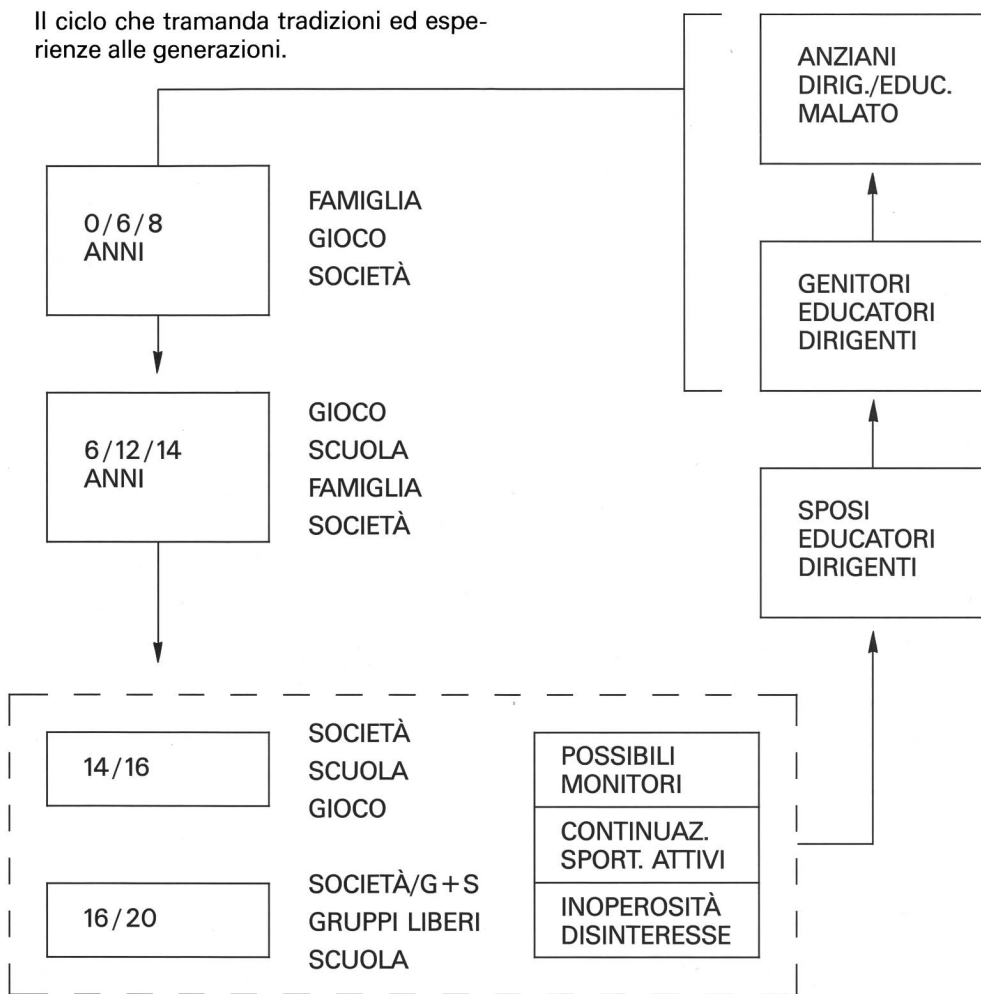 Il ciclo che tramanda tradizioni ed espe-
rienze alle generazioni.
0/6/8
ANNI
FAMIGLIA
GIOCO
SOCIETÀ
6/12/14
ANNI
GIOCO
SCUOLA
FAMIGLIA
SOCIETÀ
14/16
SOCIETÀ
SCUOLA
GIOCO
16/20
SOCIETÀ/G+S
GRUPPI LIBERI
SCUOLA
POSSIBILI
MONITORI
CONTINUAZ.
SPORT. ATTIVI
INOPEROSITÀ
DISINTERESSE
SPOSI
EDUCATORI
DIRIGENTI
GENITORI
EDUCATORI
DIRIGENTI
ANZIANI
DIRIG./EDUC.
MALATO